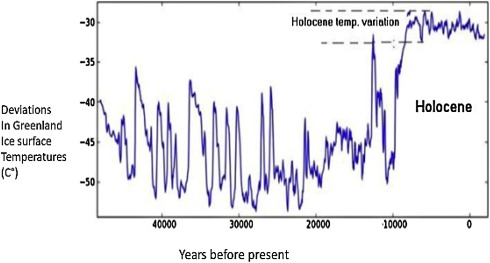 −30
Holocene temp. variation
−35
Holocene
Deviations
In Greenland
Ice surface
Temperatures
(C°)
−40
−45
−50
40000 30000 20000 -10000 0
Years before present